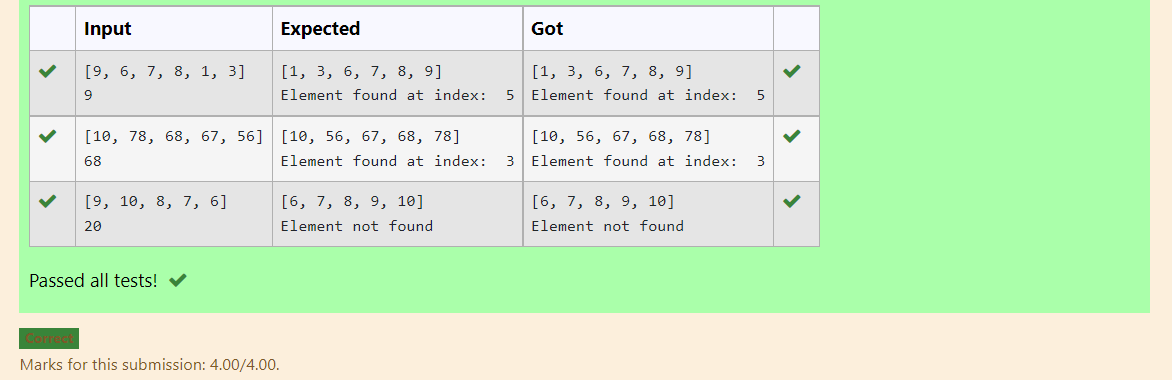 Input Expected Got
[9, 6, 7, 8, 1, 3] [1, 3, 6, 7, 8, 9] [1, 3, 6, 7, 8, 9]
9 Element found at index:  5 Element found at index:  5
[10, 78, 68, 67, 56] [10, 56, 67, 68, 78] [10, 56, 67, 68, 78]
68 Element found at index:  3 Element found at index:  3
[9, 10, 8, 7, 6] [6, 7, 8, 9, 10] [6, 7, 8, 9, 10]
20 Element not found Element not found
Passed all tests!
Correct
Marks for this submission: 4.00/4.00.